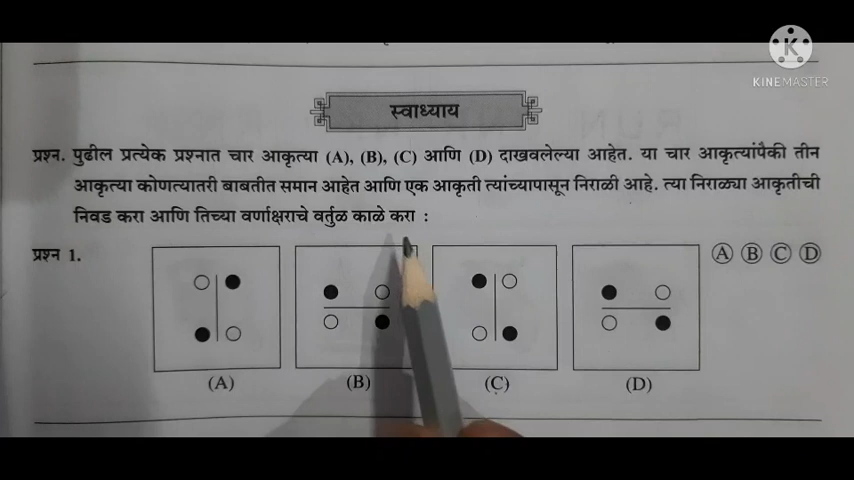 K
KINEMASTER
स्वाध्याय
प्रश्न. पुढील प्रत्येक प्रश्नात चार आकृत्या (A), (B), (C) आणि (D) दाखवलेल्या आहेत. या चार आकृत्यांपैकी तीन
आकृत्या कोणत्यातरी बाबतीत समान आहेत आणि एक आकृती त्यांच्यापासून निराळी आहे. त्या निराळ्या आकृतीची
निवड करा आणि तिच्या वर्णाक्षराचे वर्तुळ काळे करा :
प्रश्न 1. Ⓐ Ⓑ Ⓒ Ⓓ
(A) (B) (C) (D)